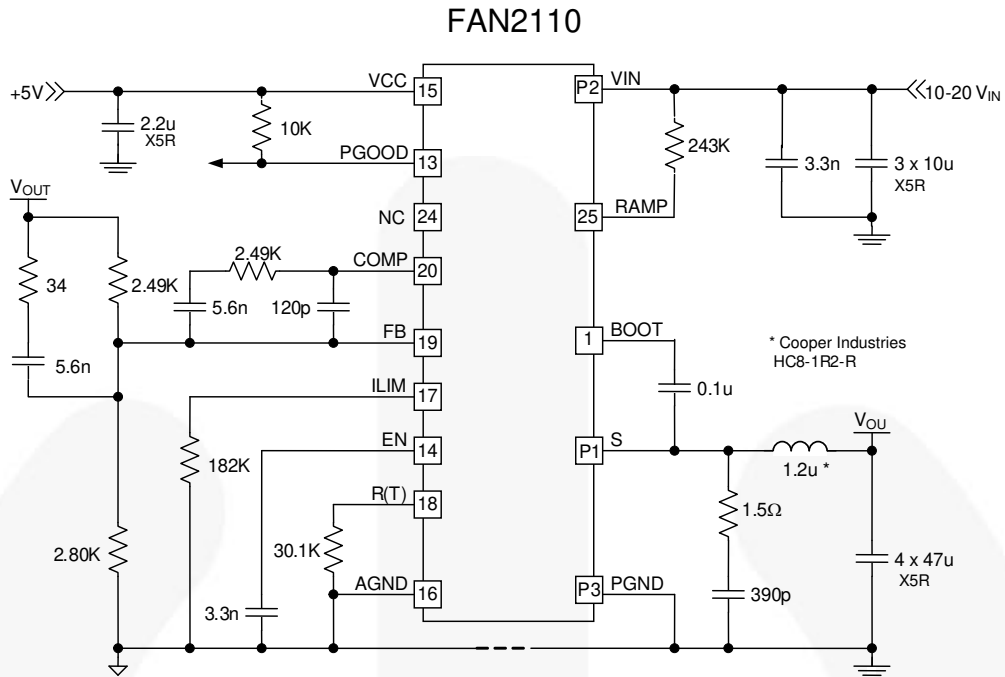 FAN2110
+5V
2.2u
X5R
10K
VCC
15
PGOOD
13
NC
24
VOUT
34
5.6n
2.49K
2.80K
2.49K
5.6n
120p
COMP
20
FB
19
ILIM
17
182K
EN
14
3.3n
R(T)
18
30.1K
AGND
16
P2
VIN
10-20 VIN
243K
3.3n
3 x 10u
X5R
25
RAMP
1
BOOT
0.1u
* Cooper Industries
HC8-1R2-R
P1
S
VOU
1.2u *
1.5Ω
390p
4 x 47u
X5R
P3
PGND